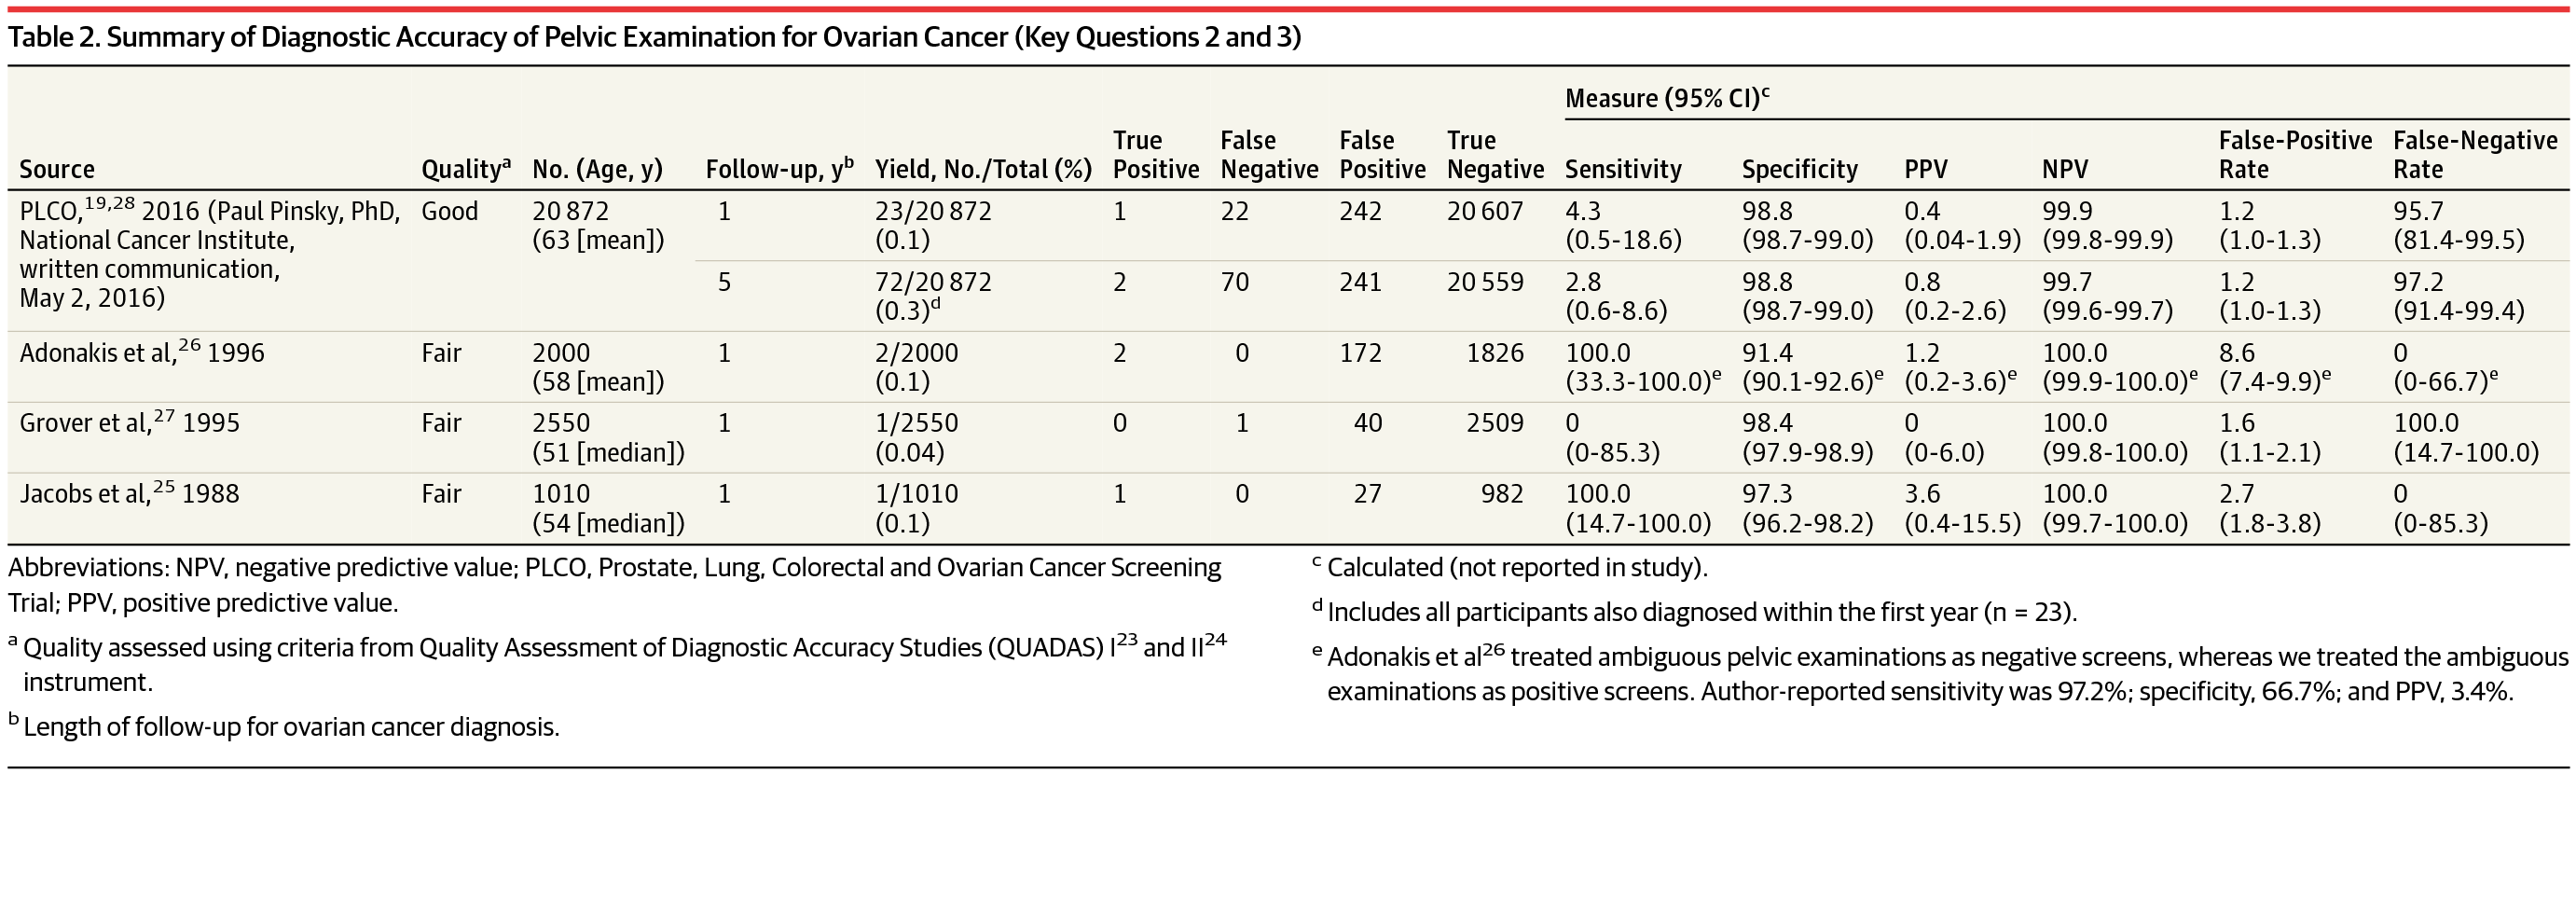 Table 2. Summary of Diagnostic Accuracy of Pelvic Examination for Ovarian Cancer (Key Questions 2 and 3)
Measure (95% CI)c
Source Qualitya No. (Age, y) Follow-up, yb Yield, No./Total (%) True Positive False Negative False Positive True Negative Sensitivity Specificity PPV NPV False-Positive Rate False-Negative Rate
PLCO,19,28 2016 (Paul Pinsky, PhD, Good 20 872 1 23/20 872 1 22 242 20 607 4.3 98.8 0.4 99.9 1.2 95.7
National Cancer Institute, (63 [mean]) (0.1) (0.5-18.6) (98.7-99.0) (0.04-1.9) (99.8-99.9) (1.0-1.3) (81.4-99.5)
written communication, 5 72/20 872 2 70 241 20 559 2.8 98.8 0.8 99.7 1.2 97.2
May 2, 2016) (0.3)d (0.6-8.6) (98.7-99.0) (0.2-2.6) (99.6-99.7) (1.0-1.3) (91.4-99.4)
Adonakis et al,26 1996 Fair 2000 1 2/2000 2 0 172 1826 100.0 91.4 1.2 100.0 8.6 0
(58 [mean]) (0.1) (33.3-100.0)e (90.1-92.6)e (0.2-3.6)e (99.9-100.0)e (7.4-9.9)e (0-66.7)e
Grover et al,27 1995 Fair 2550 1 1/2550 0 1 40 2509 0 98.4 0 100.0 1.6 100.0
(51 [median]) (0.04) (0-85.3) (97.9-98.9) (0-6.0) (99.8-100.0) (1.1-2.1) (14.7-100.0)
Jacobs et al,25 1988 Fair 1010 1 1/1010 1 0 27 982 100.0 97.3 3.6 100.0 2.7 0
(54 [median]) (0.1) (14.7-100.0) (96.2-98.2) (0.4-15.5) (99.7-100.0) (1.8-3.8) (0-85.3)
Abbreviations: NPV, negative predictive value; PLCO, Prostate, Lung, Colorectal and Ovarian Cancer Screening
Trial; PPV, positive predictive value.
a Quality assessed using criteria from Quality Assessment of Diagnostic Accuracy Studies (QUADAS) I23 and II24
instrument.
b Length of follow-up for ovarian cancer diagnosis.
c Calculated (not reported in study).
d Includes all participants also diagnosed within the first year (n = 23).
e Adonakis et al26 treated ambiguous pelvic examinations as negative screens, whereas we treated the ambiguous
examinations as positive screens. Author-reported sensitivity was 97.2%; specificity, 66.7%; and PPV, 3.4%.